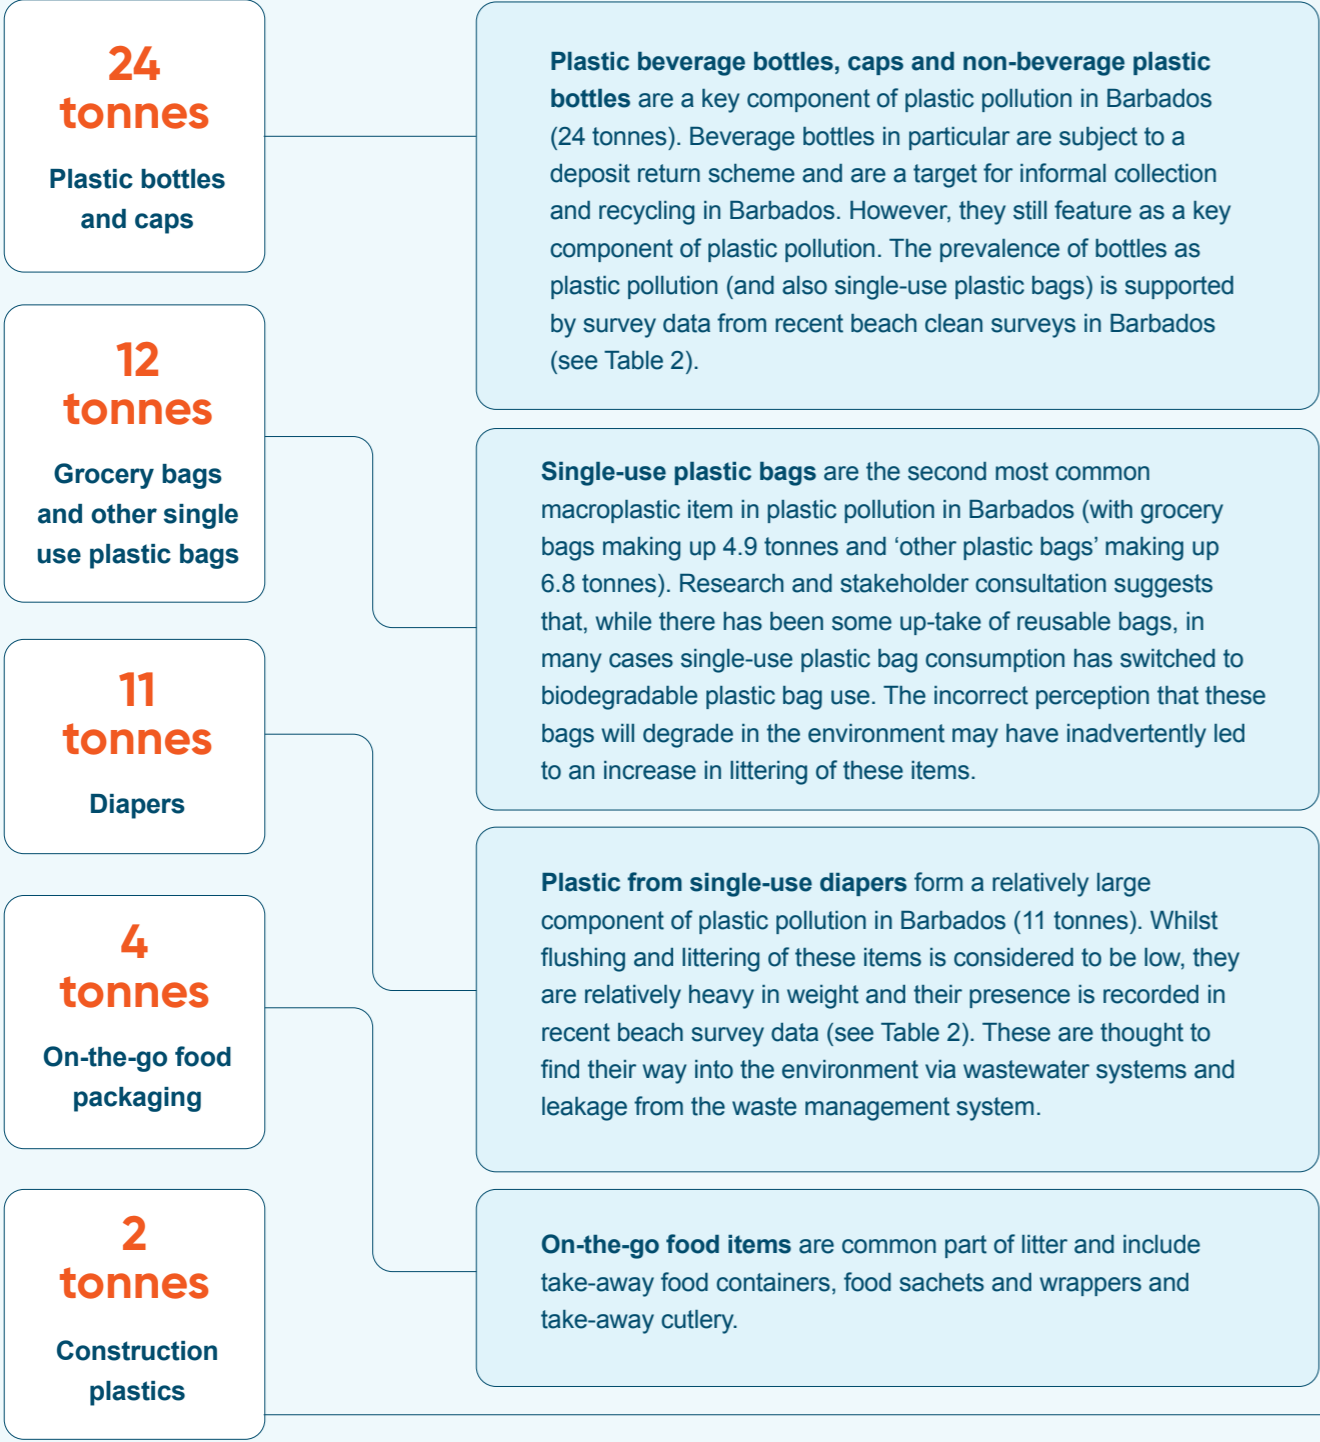 24
tonnes
Plastic bottles
and caps
Plastic beverage bottles, caps and non-beverage plastic
bottles are a key component of plastic pollution in Barbados
(24 tonnes). Beverage bottles in particular are subject to a
deposit return scheme and are a target for informal collection
and recycling in Barbados. However, they still feature as a key
component of plastic pollution. The prevalence of bottles as
plastic pollution (and also single-use plastic bags) is supported
by survey data from recent beach clean surveys in Barbados
(see Table 2).
12
tonnes
Grocery bags
and other single
use plastic bags
Single-use plastic bags are the second most common
macroplastic item in plastic pollution in Barbados (with grocery
bags making up 4.9 tonnes and ‘other plastic bags’ making up
6.8 tonnes). Research and stakeholder consultation suggests
that, while there has been some up-take of reusable bags, in
many cases single-use plastic bag consumption has switched to
biodegradable plastic bag use. The incorrect perception that these
bags will degrade in the environment may have inadvertently led
to an increase in littering of these items.
11
tonnes
Diapers
Plastic from single-use diapers form a relatively large
component of plastic pollution in Barbados (11 tonnes). Whilst
flushing and littering of these items is considered to be low, they
are relatively heavy in weight and their presence is recorded in
recent beach survey data (see Table 2). These are thought to
find their way into the environment via wastewater systems and
leakage from the waste management system.
4
tonnes
On-the-go food
packaging
On-the-go food items are common part of litter and include
take-away food containers, food sachets and wrappers and
take-away cutlery.
2
tonnes
Construction
plastics